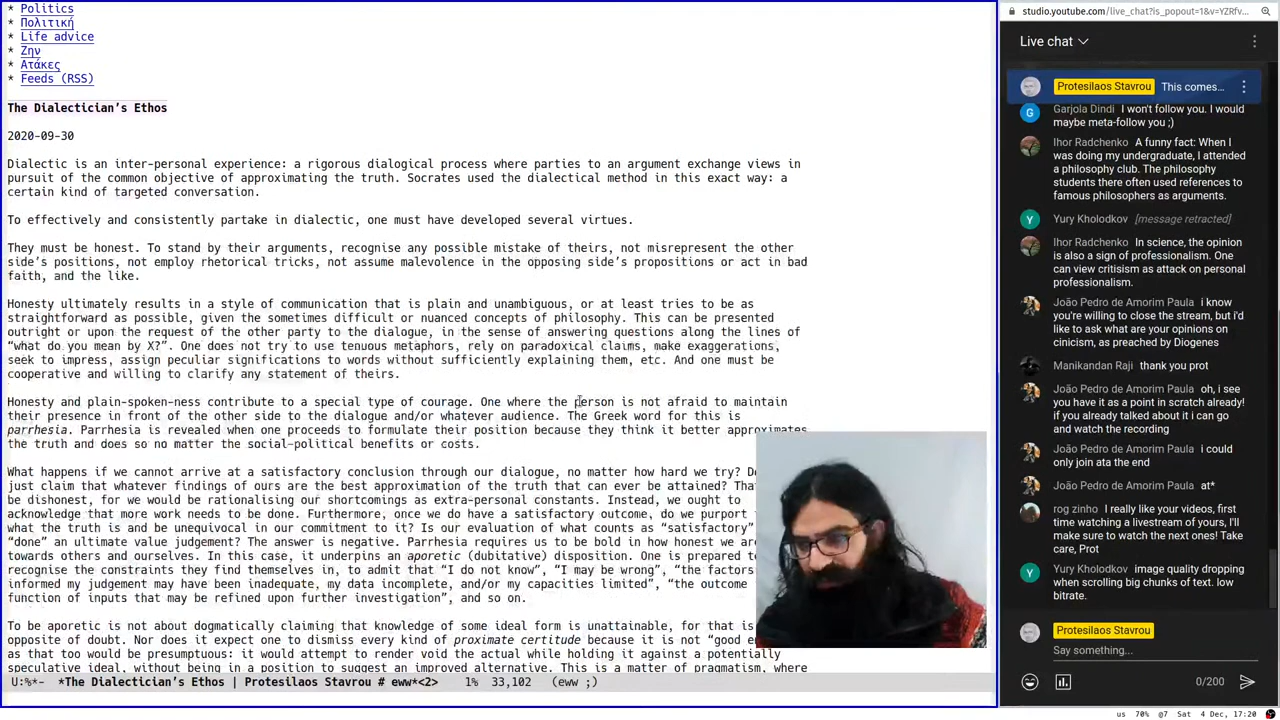 * Politics
* Πολιτική
* Life advice
* Ζην
* Ατάκες
* Feeds (RSS)
The Dialectician’s Ethos
2020-09-30
Dialectic is an inter-personal experience: a rigorous dialogical process where parties to an argument exchange views in
pursuit of the common objective of approximating the truth. Socrates used the dialectical method in this exact way: a
certain kind of targeted conversation.
To effectively and consistently partake in dialectic, one must have developed several virtues.
They must be honest. To stand by their arguments, recognise any possible mistake of theirs, not misrepresent the other
side’s positions, not employ rhetorical tricks, not assume malevolence in the opposing side’s propositions or act in bad
faith, and the like.
Honesty ultimately results in a style of communication that is plain and unambiguous, or at least tries to be as
straightforward as possible, given the sometimes difficult or nuanced concepts of philosophy. This can be presented
outright or upon the request of the other party to the dialogue, in the sense of answering questions along the lines of
“what do you mean by X?”. One does not try to use tenuous metaphors, rely on paradoxical claims, make exaggerations,
seek to impress, assign peculiar significations to words without sufficiently explaining them, etc. And one must be
cooperative and willing to clarify any statement of theirs.
Honesty and plain-spoken-ness contribute to a special type of courage. One where the person is not afraid to maintain
their presence in front of the other side to the dialogue and/or whatever audience. The Greek word for this is
parrhesia. Parrhesia is revealed when one proceeds to formulate their position because they think it better approximates
the truth and does so no matter the social-political benefits or costs.
What happens if we cannot arrive at a satisfactory conclusion through our dialogue, no matter how hard we try?
just claim that whatever findings of ours are the best approximation of the truth that can ever be attained?
be dishonest, for we would be rationalising our shortcomings as extra-personal constants. Instead, we ought to
acknowledge that more work needs to be done. Furthermore, once we do have a satisfactory outcome, do we purport
what the truth is and be unequivocal in our commitment to it? Is our evaluation of what counts as “satisfactory”
“done” an ultimate value judgement? The answer is negative. Parrhesia requires us to be bold in how honest we
towards others and ourselves. In this case, it underpins an aporetic (dubitative) disposition. One is prepared
recognise the constraints they find themselves in, to admit that “I do not know”, “I may be wrong”, “the factors
informed my judgement may have been inadequate, my data incomplete, and/or my capacities limited”, “the outcome
function of inputs that may be refined upon further investigation”, and so on.
To be aporetic is not about dogmatically claiming that knowledge of some ideal form is unattainable, for that
opposite of doubt. Nor does it expect one to dismiss every kind of proximate certitude because it is not “good
as that too would be presumptuous: it would attempt to render void the actual while holding it against a potentially
speculative ideal, without being in a position to suggest an improved alternative. This is a matter of pragmatism, where
U:%*- *The Dialectician’s Ethos | Protesilaos Stavrou # eww*<2> 1% 33,102 (eww ;)
studio.youtube.com/live_chat?is_popout=1&v=YZRfv...
Live chat
Protesilaos Stavrou This comes...
G Garjola Dindi I won't follow you. I would
maybe meta-follow you ;)
Ihor Radchenko A funny fact: When I
was doing my undergraduate, I attended
a philosophy club. The philosophy
students there often used references to
famous philosophers as arguments.
Y Yury Kholodkov [message retracted]
Ihor Radchenko In science, the opinion
is also a sign of professionalism. One
can view critisism as attack on personal
professionalism.
João Pedro de Amorim Paula i know
you're willing to close the stream, but i'd
like to ask what are your opinions on
cinicism, as preached by Diogenes
Manikandan Raji thank you prot
João Pedro de Amorim Paula oh, i see
you have it as a point in scratch already!
if you already talked about it i can go
and watch the recording
João Pedro de Amorim Paula i could
only join ata the end
João Pedro de Amorim Paula at*
rog zinho I really like your videos, first
time watching a livestream of yours, I'll
make sure to watch the next ones! Take
care, Prot
Y Yury Kholodkov image quality dropping
when scrolling big chunks of text. low
bitrate.
Protesilaos Stavrou
Say something...
0/200
us 70% @7 Sat 4 Dec, 17:20